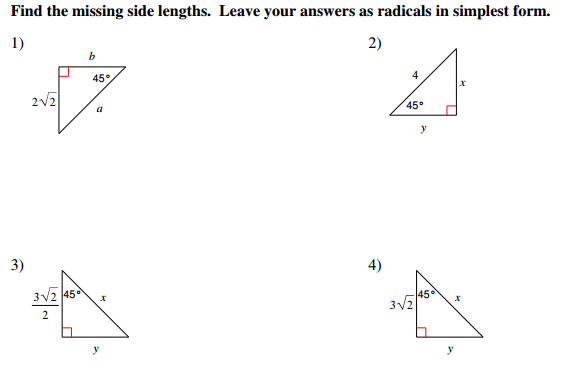 Find the missing side lengths. Leave your answers as radicals in simplest form.
1)
b
45°
2√2
a
2)
4
x
45°
y
3)
3√2
2
45°
x
y
4)
45°
3√2
x
y